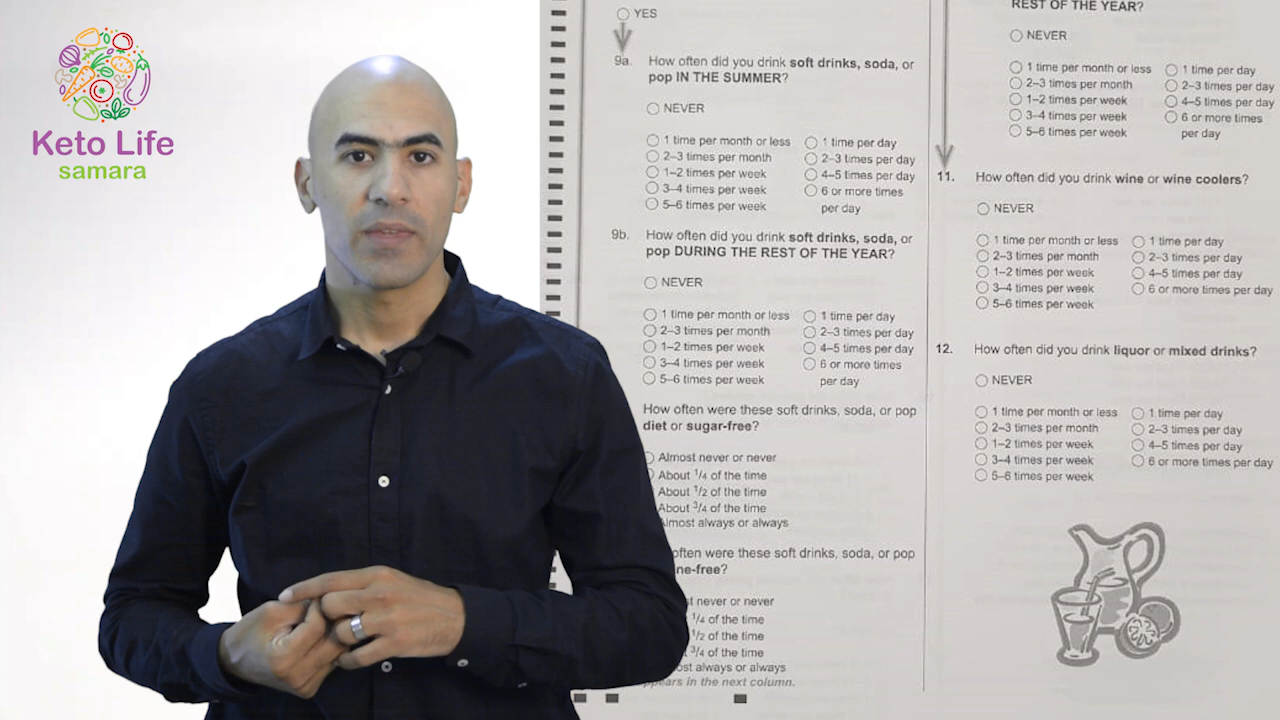 Keto Life
samara
YES
9a. How often did you drink soft drinks, soda, or
pop IN THE SUMMER?
NEVER
1 time per month or less
2–3 times per month
1–2 times per week
3–4 times per week
5–6 times per week
1 time per day
2–3 times per day
4–5 times per day
6 or more times
per day
9b. How often did you drink soft drinks, soda, or
pop DURING THE REST OF THE YEAR?
NEVER
1 time per month or less
2–3 times per month
1–2 times per week
3–4 times per week
5–6 times per week
1 time per day
2–3 times per day
4–5 times per day
6 or more times
per day
How often were these soft drinks, soda, or pop
diet or sugar-free?
Almost never or never
About 1/4 of the time
About 1/2 of the time
About 3/4 of the time
lmost always or always
often were these soft drinks, soda, or pop
ne-free?
t never or never
1/4 of the time
1/2 of the time
3/4 of the time
ost always or always
ppears in the next column.
REST OF THE YEAR?
NEVER
1 time per month or less
2–3 times per month
1–2 times per week
3–4 times per week
5–6 times per week
1 time per day
2–3 times per day
4–5 times per day
6 or more times
per day
11. How often did you drink wine or wine coolers?
NEVER
1 time per month or less
2–3 times per month
1–2 times per week
3–4 times per week
5–6 times per week
1 time per day
2–3 times per day
4–5 times per day
6 or more times per day
12. How often did you drink liquor or mixed drinks?
NEVER
1 time per month or less
2–3 times per month
1–2 times per week
3–4 times per week
5–6 times per week
1 time per day
2–3 times per day
4–5 times per day
6 or more times per day